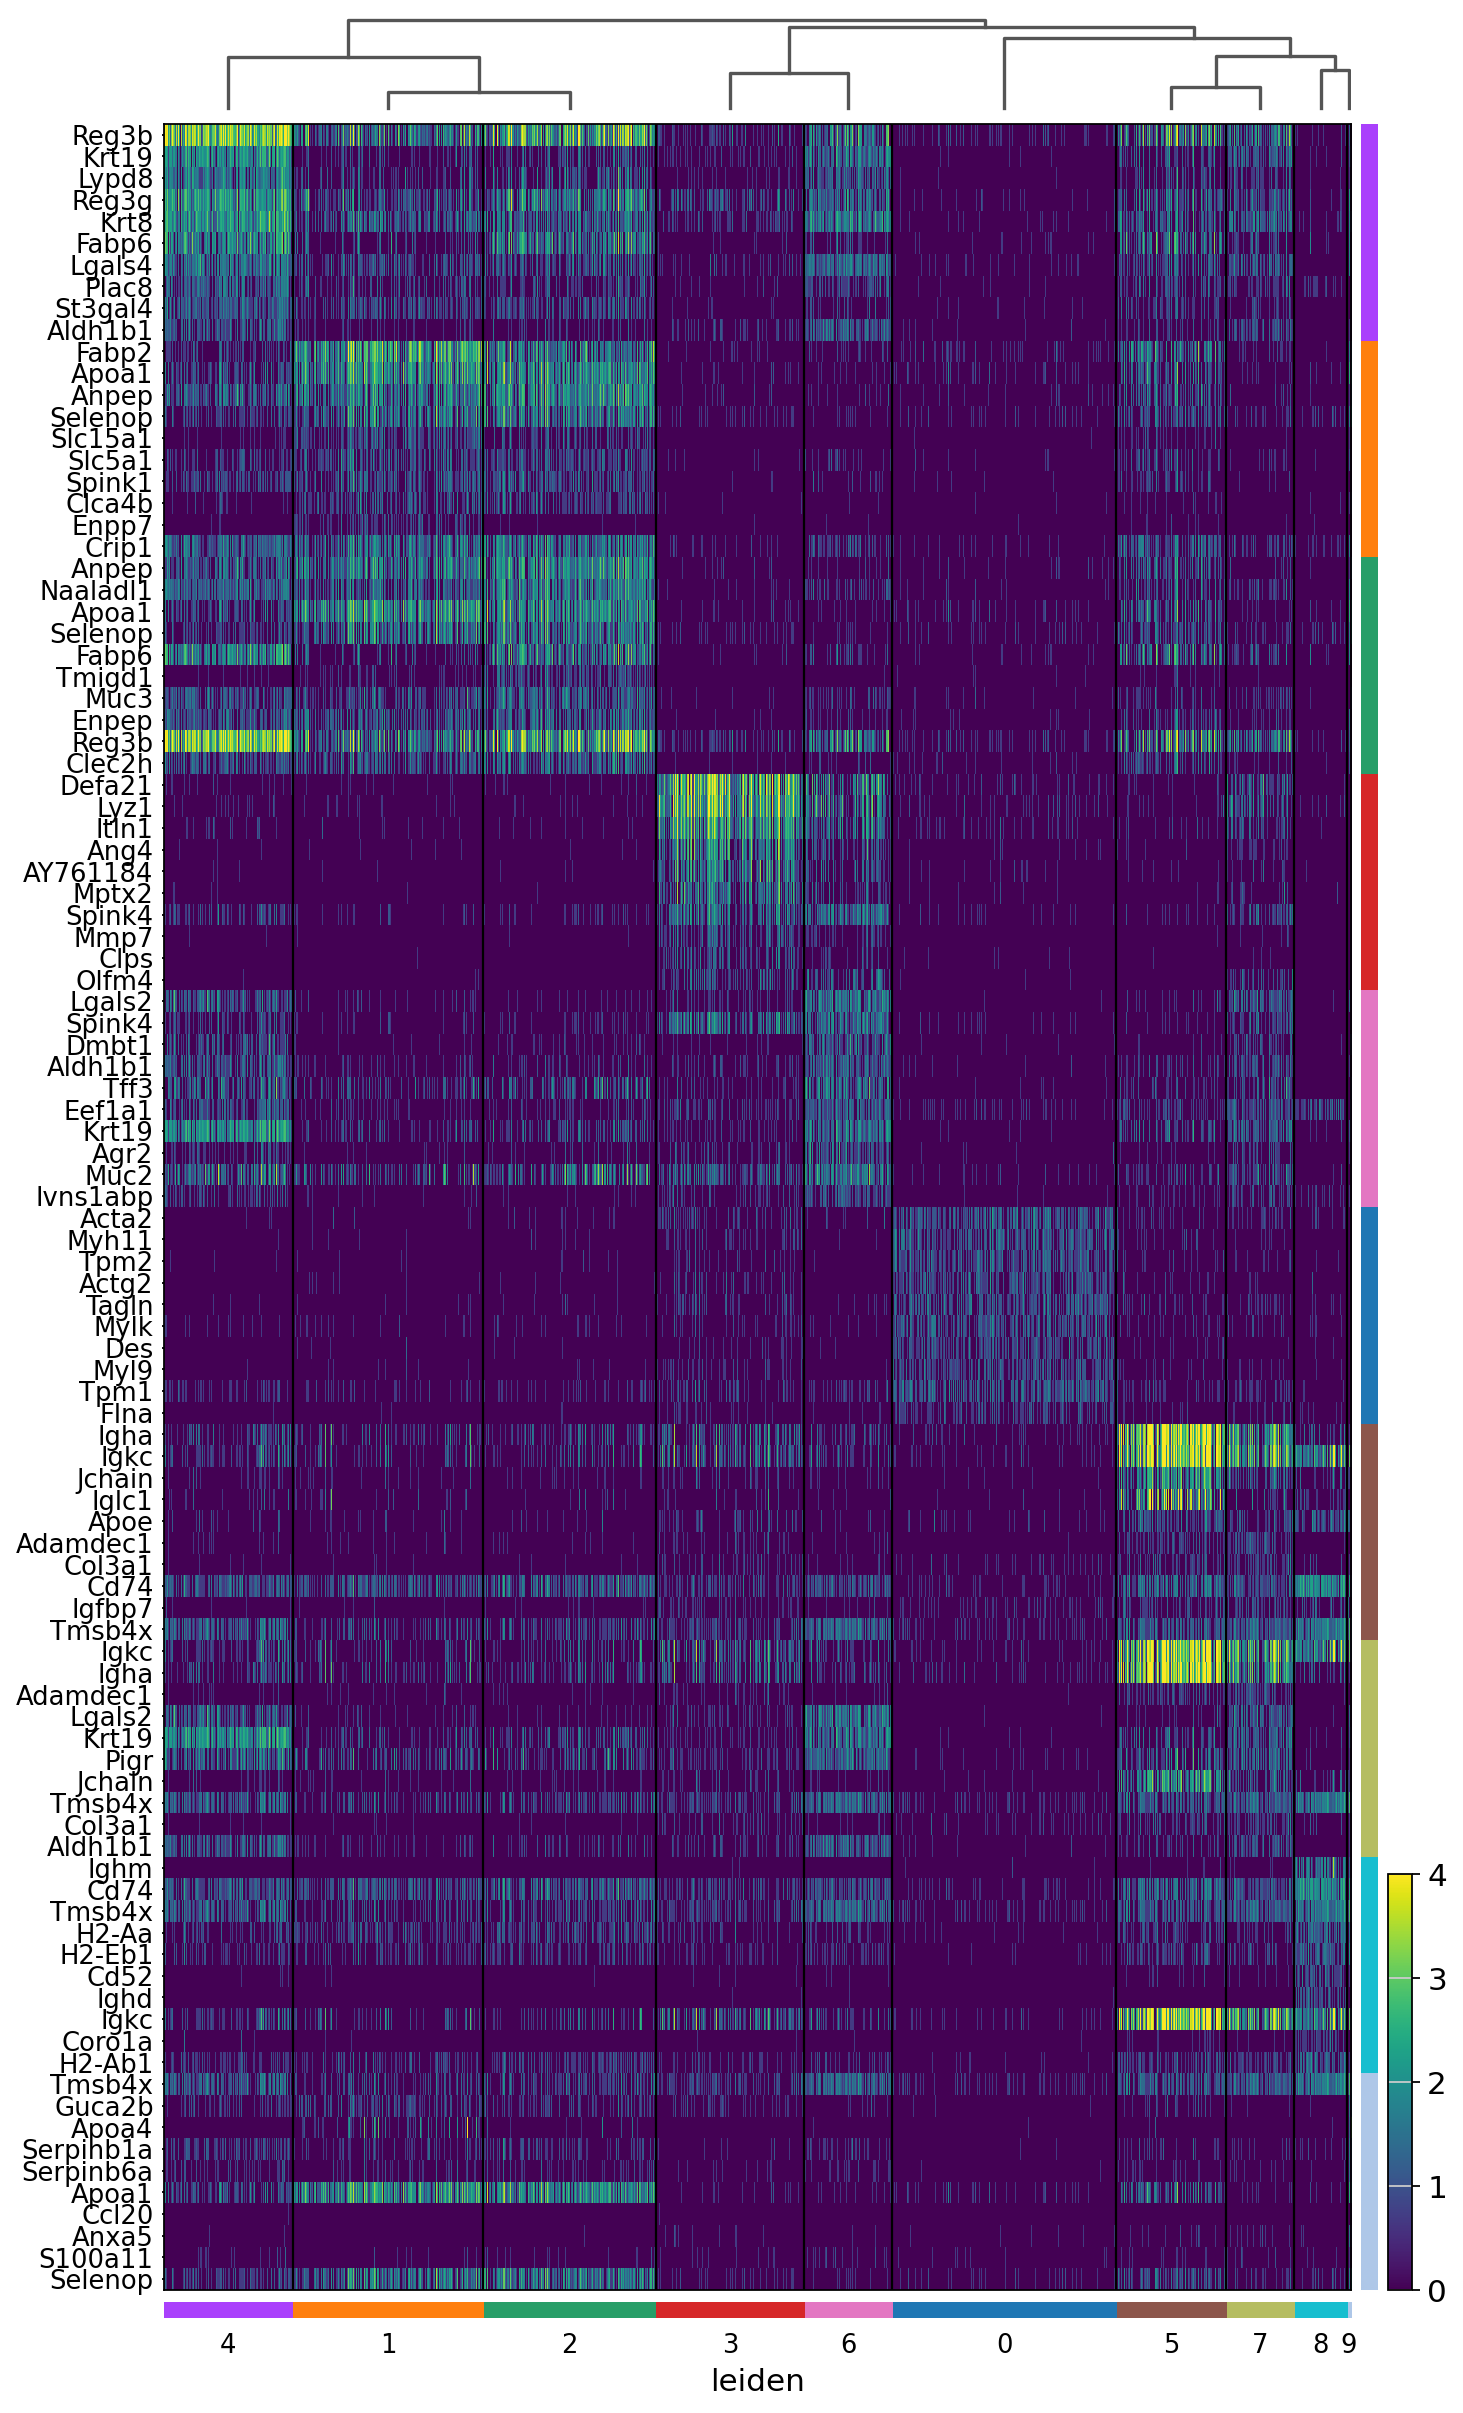 Reg3b
Krt19
Lypd8
Reg3g
Krt8
Fabp6
Lgals4
Plac8
St3gal4
Aldh1b1
Fabp2
Apoa1
Anpep
Selenop
Slc15a1
Slc5a1
Spink1
Clca4b
Enpp7
Crip1
Anpep
Naaladl1
Apoa1
Selenop
Fabp6
Tmigd1
Muc3
Enpep
Reg3b
Clec2h
Defa21
Lyz1
Itln1
Ang4
AY761184
Mptx2
Spink4
Mmp7
Clps
Olfm4
Lgals2
Spink4
Dmbt1
Aldh1b1
Tff3
Eef1a1
Krt19
Agr2
Muc2
Ivns1abp
Acta2
Myh11
Tpm2
Actg2
Tagln
Mylk
Des
Myl9
Tpm1
Flna
Igha
Igkc
Jchain
Iglc1
Apoe
Adamdec1
Col3a1
Cd74
Igfbp7
Tmsb4x
Igkc
Igha
Adamdec1
Lgals2
Krt19
Pigr
Jchain
Tmsb4x
Col3a1
Aldh1b1
Ighm
Cd74
Tmsb4x
H2-Aa
H2-Eb1
Cd52
Ighd
Igkc
Coro1a
H2-Ab1
Tmsb4x
Guca2b
Apoa4
Serpinb1a
Serpinb6a
Apoa1
Ccl20
Anxa5
S100a11
Selenop
4
3
2
1
0
4 1 2 3 6 0 5 7 8 9
leiden